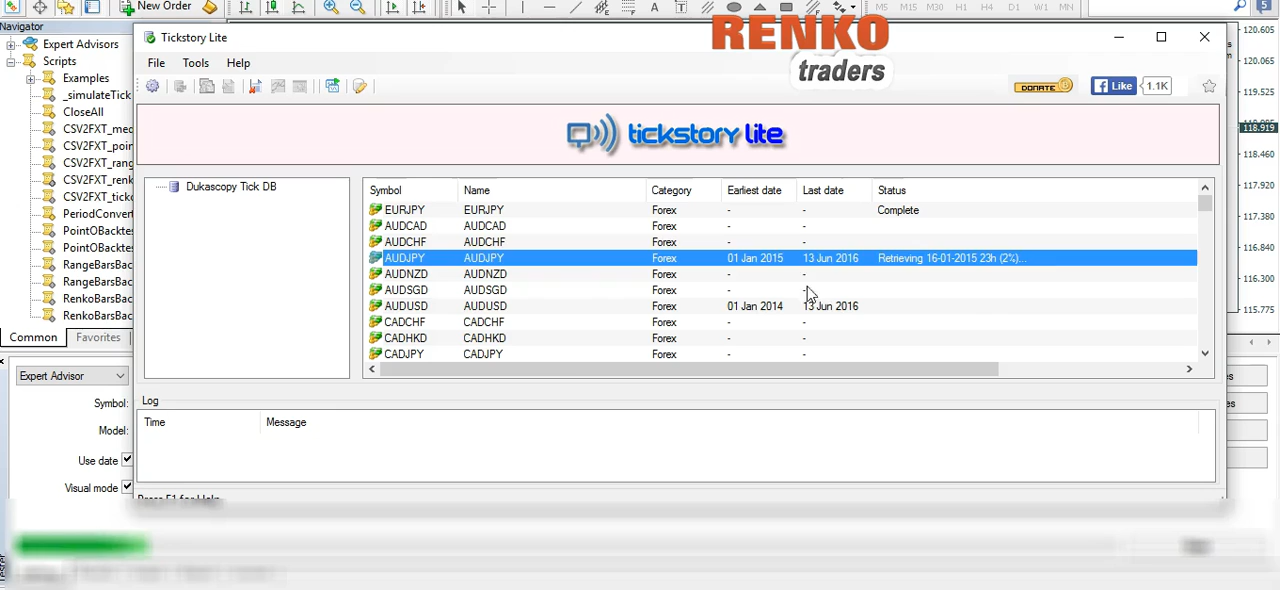 New Order
M5 M15 M30 H1 H4 D1 W1 MN
5
Navigator
Expert Advisors
Scripts
Examples
_simulateTick
CloseAll
CSV2FXT_med
CSV2FXT_poin
CSV2FXT_rang
CSV2FXT_renk
CSV2FXT_ticko
PeriodConvert
PointOBacktes
PointOBackte
RangeBarsBac
RangeBarsBac
RenkoBarsBac
RenkoBarsBac
Common Favorites
Expert Advisor
Symbol:
Model:
Use date
Visual mode
Tickstory Lite
RENKO
traders
File Tools Help
DONATE
Like 1.1K
tickstory lite
Dukascopy Tick DB
Symbol Name Category Earliest date Last date Status
EURJPY EURJPY Forex - - Complete
AUDCAD AUDCAD Forex - -
AUDCHF AUDCHF Forex - -
AUDJPY AUDJPY Forex 01 Jan 2015 13 Jun 2016 Retrieving 16-01-2015 23h (2%)...
AUDNZD AUDNZD Forex - -
AUDSGD AUDSGD Forex - -
AUDUSD AUDUSD Forex 01 Jan 2014 13 Jun 2016
CADCHF CADCHF Forex - -
CADHKD CADHKD Forex - -
CADJPY CADJPY Forex - -
Log
Time Message
Press F1 for Help
120.605
120.065
119.525
118.919
118.460
117.920
117.380
116.840
116.300
115.775